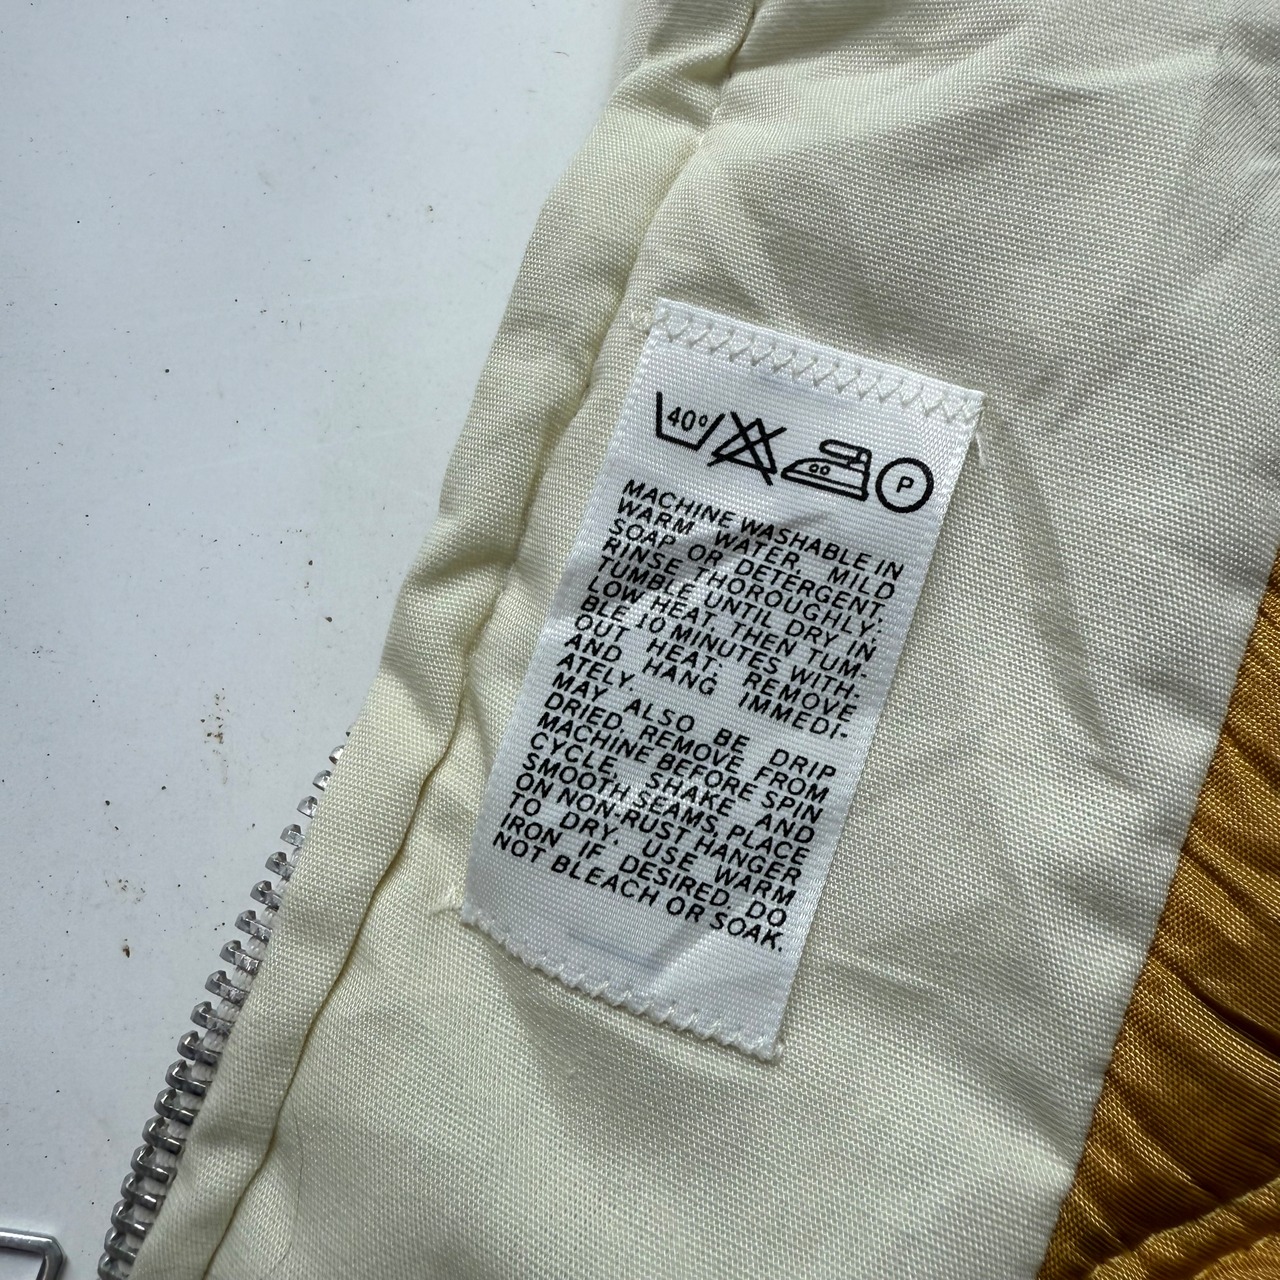 40°
P
MACHINE WASHABLE IN
WARM WATER, MILD
SOAP OR DETERGENT,
RINSE THOROUGHLY;
TUMBLE UNTIL DRY IN
LOW HEAT, THEN TUM-
BLE 10 MINUTES WITH-
OUT HEAT; REMOVE
AND HANG IMMEDI-
ATELY.
MAY ALSO BE DRIP
DRIED, REMOVE FROM
MACHINE BEFORE SPIN
CYCLE, SHAKE AND
SMOOTH SEAMS, PLACE
ON NON-RUST HANGER
TO DRY. USE WARM
IRON IF DESIRED. DO
NOT BLEACH OR SOAK.